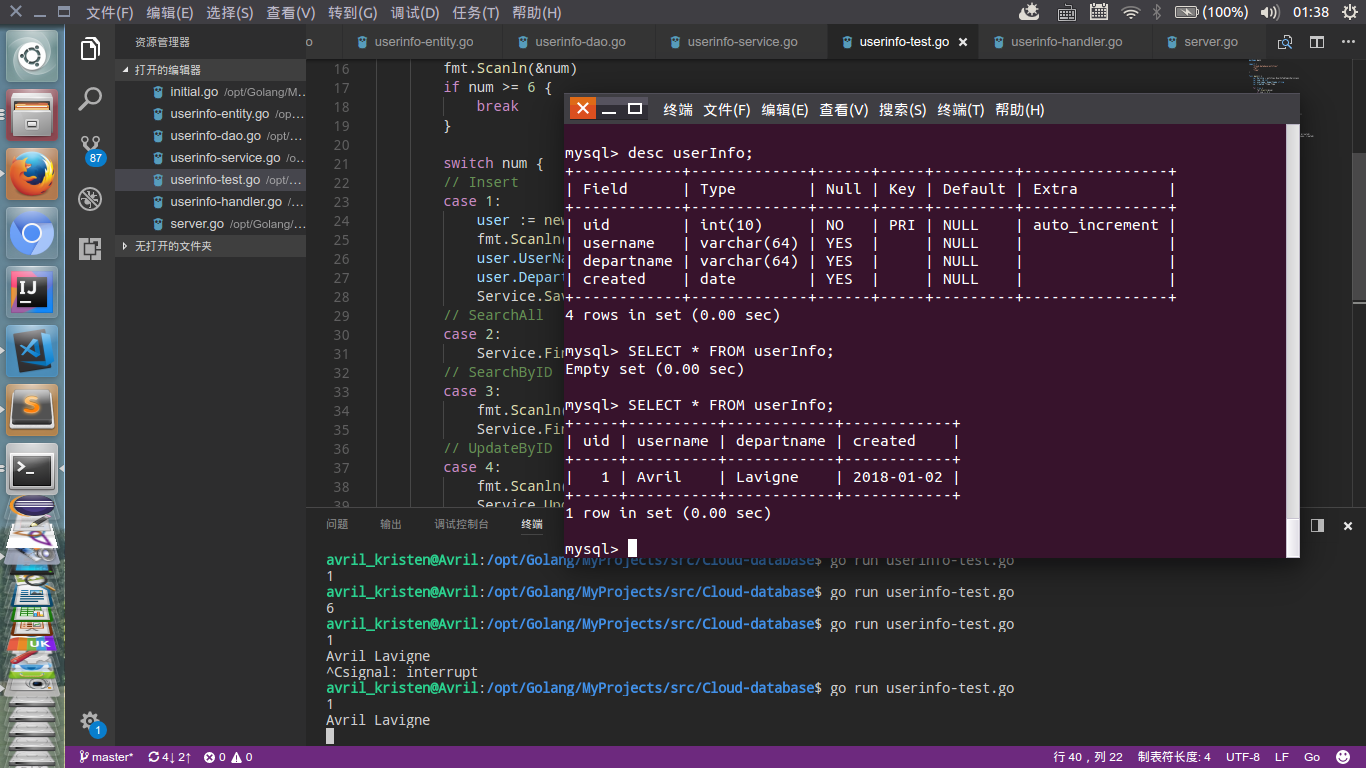 文件(F) 编辑(E) 选择(S) 查看(V) 转到(G) 调试(D) 任务(T) 帮助(H) (100%) 01:38
资源管理器
打开的编辑器
initial.go /opt/Golang/M...
userinfo-entity.go /op...
userinfo-dao.go /opt/...
userinfo-service.go /o...
userinfo-test.go /opt/...
userinfo-handler.go /...
server.go /opt/Golang/...
无打开的文件夹
87
1
o userinfo-entity.go userinfo-dao.go userinfo-service.go userinfo-test.go userinfo-handler.go server.go
16 fmt.Scanln(&num)
17 if num >= 6 {
18 break
19 }
20
21 switch num {
22 // Insert
23 case 1:
24 user := new
25 fmt.Scanln(
26 user.UserNa
27 user.Depar
28 Service.Sav
29 // SearchAll
30 case 2:
31 Service.Fin
32 // SearchByID
33 case 3:
34 fmt.Scanln(
35 Service.Fin
36 // UpdateByID
37 case 4:
38 fmt.Scanln(
39 Service.Upd
终端 文件(F) 编辑(E) 查看(V) 搜索(S) 终端(T) 帮助(H)
mysql> desc userInfo;
+------------+-------------+------+-----+---------+----------------+
| Field      | Type        | Null | Key | Default | Extra          |
+------------+-------------+------+-----+---------+----------------+
| uid        | int(10)     | NO   | PRI | NULL    | auto_increment |
| username   | varchar(64) | YES  |     | NULL    |                |
| departname | varchar(64) | YES  |     | NULL    |                |
| created    | date        | YES  |     | NULL    |                |
+------------+-------------+------+-----+---------+----------------+
4 rows in set (0.00 sec)
mysql> SELECT * FROM userInfo;
Empty set (0.00 sec)
mysql> SELECT * FROM userInfo;
+-----+----------+------------+------------+
| uid | username | departname | created    |
+-----+----------+------------+------------+
|   1 | Avril    | Lavigne    | 2018-01-02 |
+-----+----------+------------+------------+
1 row in set (0.00 sec)
mysql>
问题 输出 调试控制台 终端
avril_kristen@Avril:/opt/Golang/MyProjects/src/Cloud-database$ go run userinfo-test.go
1
avril_kristen@Avril:/opt/Golang/MyProjects/src/Cloud-database$ go run userinfo-test.go
6
avril_kristen@Avril:/opt/Golang/MyProjects/src/Cloud-database$ go run userinfo-test.go
1
Avril Lavigne
^Csignal: interrupt
avril_kristen@Avril:/opt/Golang/MyProjects/src/Cloud-database$ go run userinfo-test.go
1
Avril Lavigne
master* 4↓ 2↑ 0 0 行 40，列 22 制表符长度: 4 UTF-8 LF Go